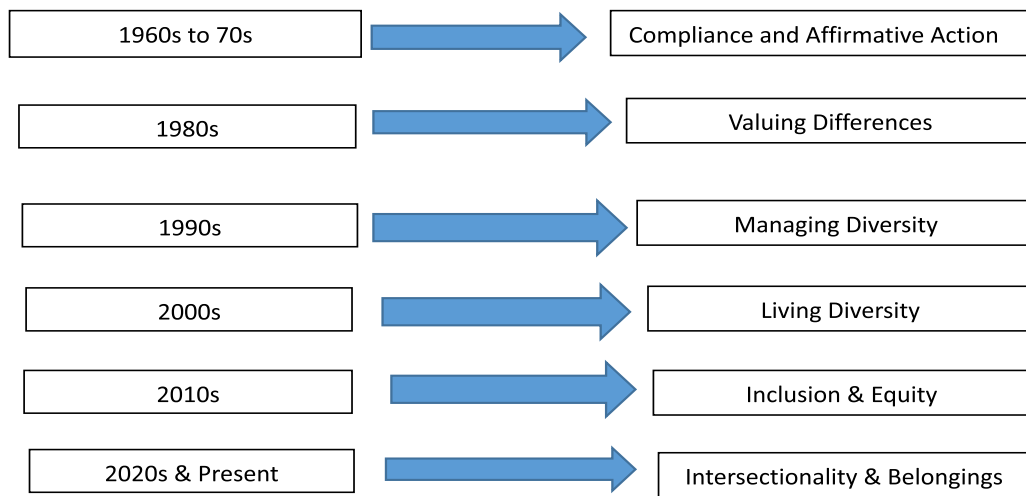 1960s to 70s
Compliance and Affirmative Action
1980s
Valuing Differences
1990s
Managing Diversity
2000s
Living Diversity
2010s
Inclusion & Equity
2020s & Present
Intersectionality & Belongings